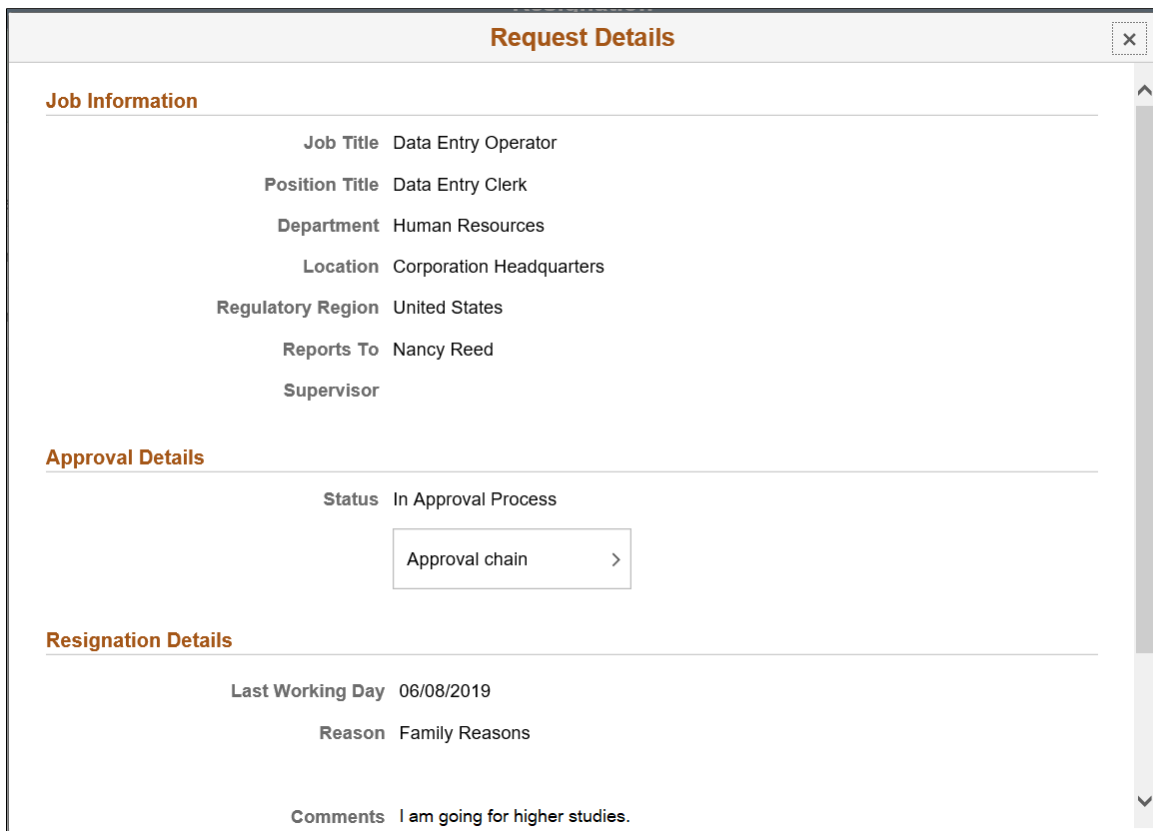 Request Details
Job Information
Job Title Data Entry Operator
Position Title Data Entry Clerk
Department Human Resources
Location Corporation Headquarters
Regulatory Region United States
Reports To Nancy Reed
Supervisor
Approval Details
Status In Approval Process
Approval chain
Resignation Details
Last Working Day 06/08/2019
Reason Family Reasons
Comments I am going for higher studies.